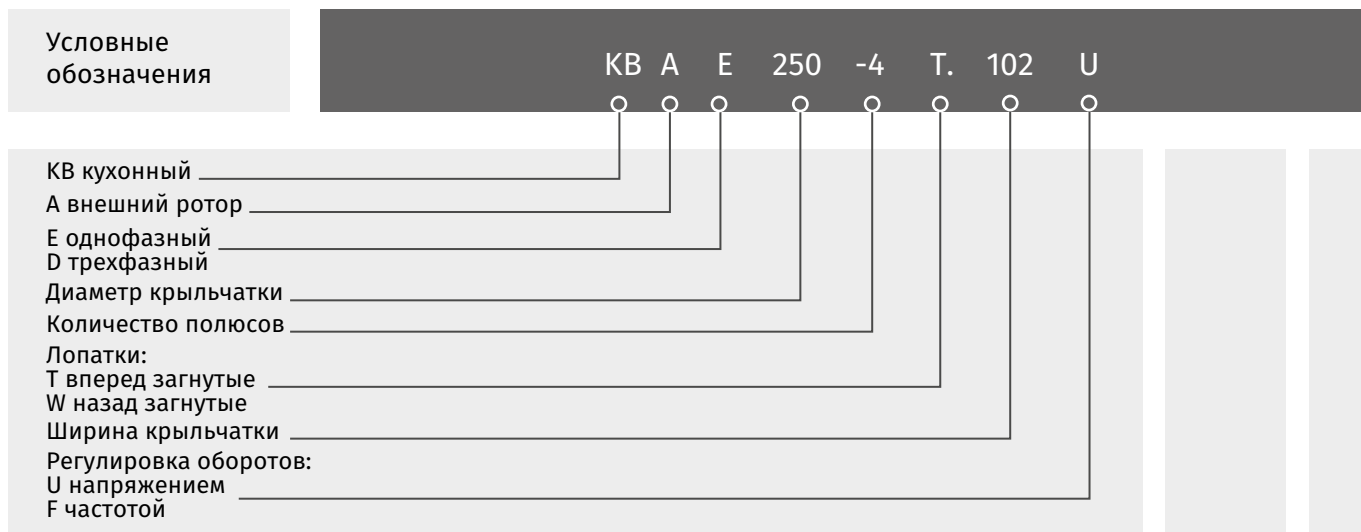 Условные
обозначения
KB A E 250 -4 T. 102 U
KB кухонный
A внешний ротор
E однофазный
D трехфазный
Диаметр крыльчатки
Количество полюсов
Лопатки:
T вперед загнутые
W назад загнутые
Ширина крыльчатки
Регулировка оборотов:
U напряжением
F частотой